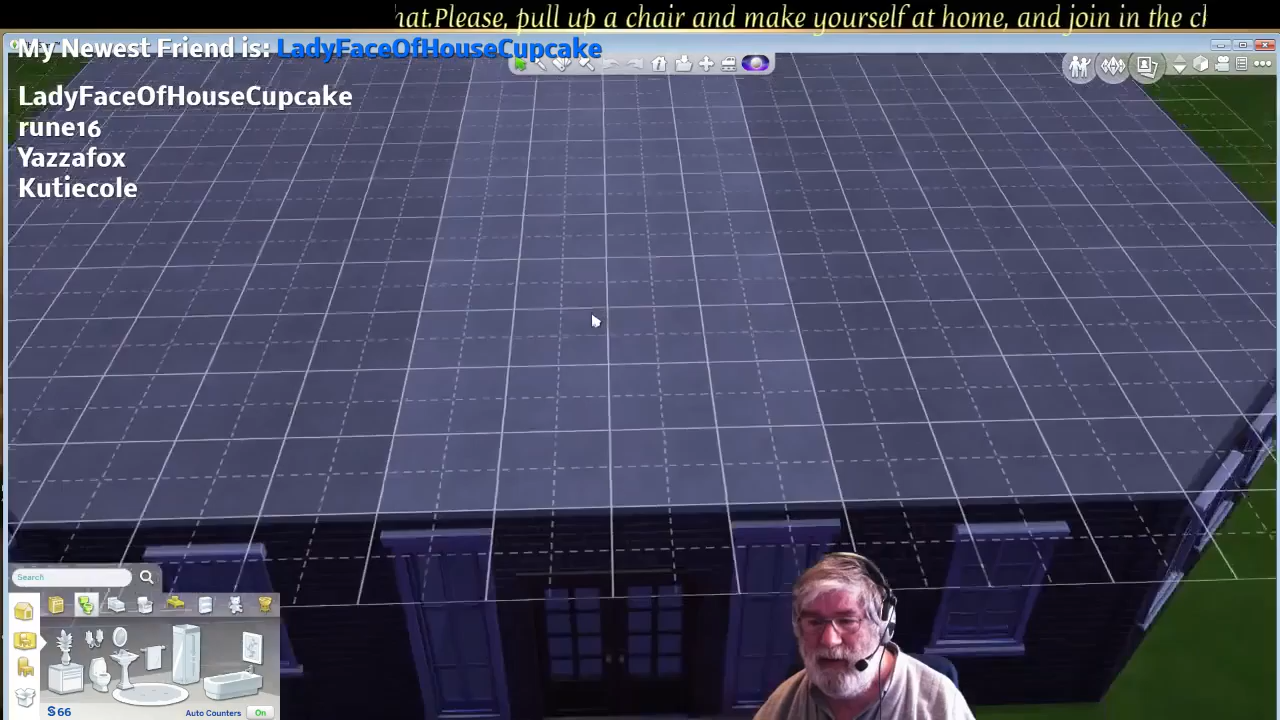 hat.Please, pull up a chair and make yourself at home, and join in the cl
My Newest Friend is: LadyFaceOfHouseCupcake
LadyFaceOfHouseCupcake
rune16
Yazzafox
Kutiecole
Search
§66
Auto Counters On